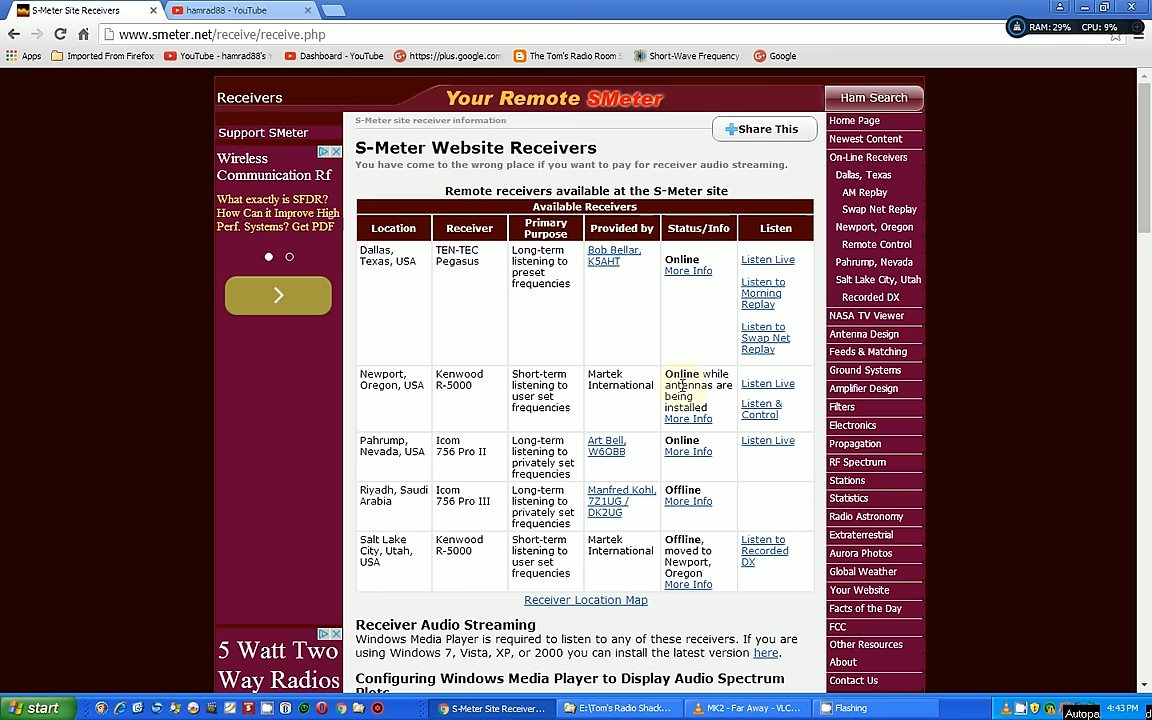 S-Meter Site Receivers
hamrad88 - YouTube
www.smeter.net/receive/receive.php
RAM: 29% CPU: 9%
Apps
Imported From Firefox
YouTube - hamrad88's
Dashboard - YouTube
https://plus.google.com
The Tom's Radio Room
Short-Wave Frequency
Google
Receivers
Your Remote SMeter
Ham Search
Support SMeter
Wireless
Communication Rf
What exactly is SFDR?
How Can it Improve High
Perf. Systems? Get PDF
5 Watt Two
Way Radios
S-Meter site receiver information
Share This
S-Meter Website Receivers
You have come to the wrong place if you want to pay for receiver audio streaming.
Remote receivers available at the S-Meter site
Available Receivers
Location Receiver Primary Purpose Provided by Status/Info Listen
Dallas,
Texas, USA
TEN-TEC
Pegasus
Long-term
listening to
preset
frequencies
Bob Bellar,
K5AHT
Online
More Info
Listen Live
Listen to
Morning
Replay
Listen to
Swap Net
Replay
Newport,
Oregon, USA
Kenwood
R-5000
Short-term
listening to
user set
frequencies
Martek
International
Online while
antennas are
being
installed
More Info
Listen Live
Listen &
Control
Pahrump,
Nevada, USA
Icom
756 Pro II
Long-term
listening to
privately set
frequencies
Art Bell,
W6OBB
Online
More Info
Listen Live
Riyadh, Saudi
Arabia
Icom
756 Pro III
Long-term
listening to
privately set
frequencies
Manfred Kohl,
7Z1UG /
DK2UG
Offline
More Info
Salt Lake
City, Utah,
USA
Kenwood
R-5000
Short-term
listening to
user set
frequencies
Martek
International
Offline,
moved to
Newport,
Oregon
More Info
Listen to
Recorded
DX
Receiver Location Map
Receiver Audio Streaming
Windows Media Player is required to listen to any of these receivers. If you are
using Windows 7, Vista, XP, or 2000 you can install the latest version here.
Configuring Windows Media Player to Display Audio Spectrum
Plots
Home Page
Newest Content
On-Line Receivers
Dallas, Texas
AM Replay
Swap Net Replay
Newport, Oregon
Remote Control
Pahrump, Nevada
Salt Lake City, Utah
Recorded DX
NASA TV Viewer
Antenna Design
Feeds & Matching
Ground Systems
Amplifier Design
Filters
Electronics
Propagation
RF Spectrum
Stations
Statistics
Radio Astronomy
Extraterrestrial
Aurora Photos
Global Weather
Your Website
Facts of the Day
FCC
Other Resources
About
Contact Us
start
S-Meter Site Receiver...
E:\Tom's Radio Shack...
MK2 - Far Away - VLC...
Flashing
4:43 PM
Autopa